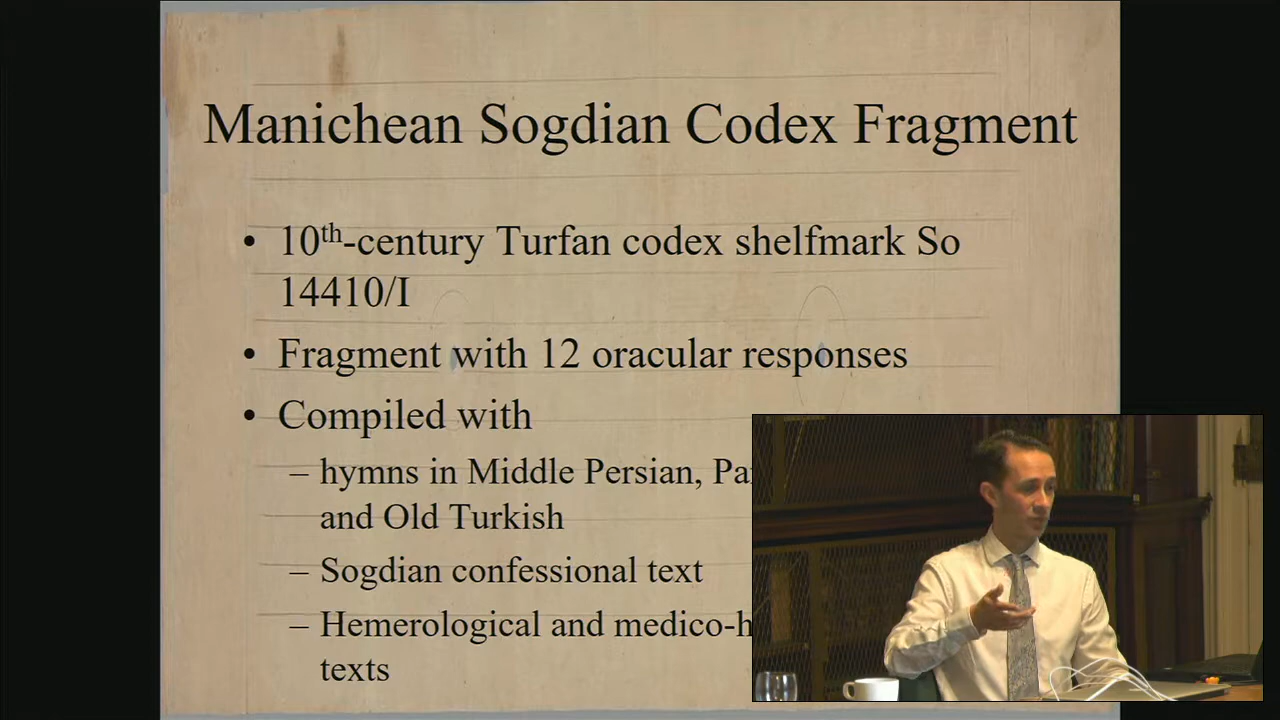 Manichean Sogdian Codex Fragment
• 10th-century Turfan codex shelfmark So
14410/I
• Fragment with 12 oracular responses
• Compiled with
– hymns in Middle Persian,
and Old Turkish
– Sogdian confessional text
– Hemerological and
texts